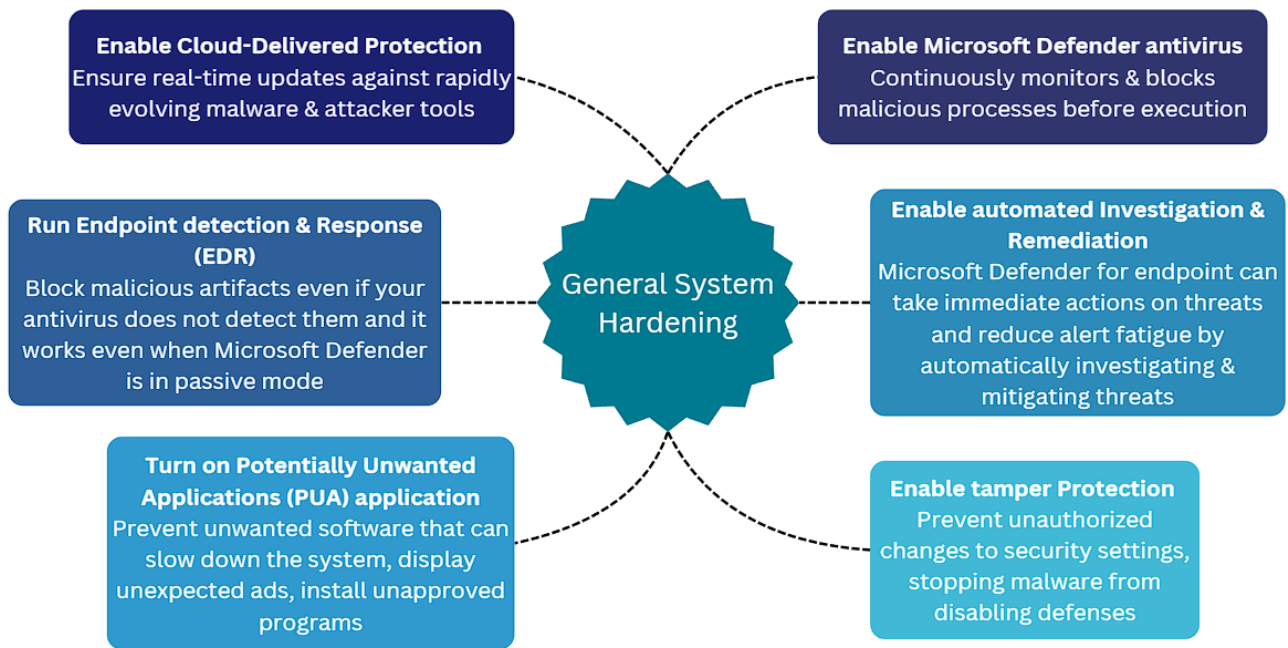 Enable Cloud-Delivered Protection
Ensure real-time updates against rapidly
evolving malware & attacker tools
Enable Microsoft Defender antivirus
Continuously monitors & blocks
malicious processes before execution
Run Endpoint detection & Response
(EDR)
Block malicious artifacts even if your
antivirus does not detect them and it
works even when Microsoft Defender
is in passive mode
General System
Hardening
Enable automated Investigation &
Remediation
Microsoft Defender for endpoint can
take immediate actions on threats
and reduce alert fatigue by
automatically investigating &
mitigating threats
Turn on Potentially Unwanted
Applications (PUA) application
Prevent unwanted software that can
slow down the system, display
unexpected ads, install unapproved
programs
Enable tamper Protection
Prevent unauthorized
changes to security settings,
stopping malware from
disabling defenses